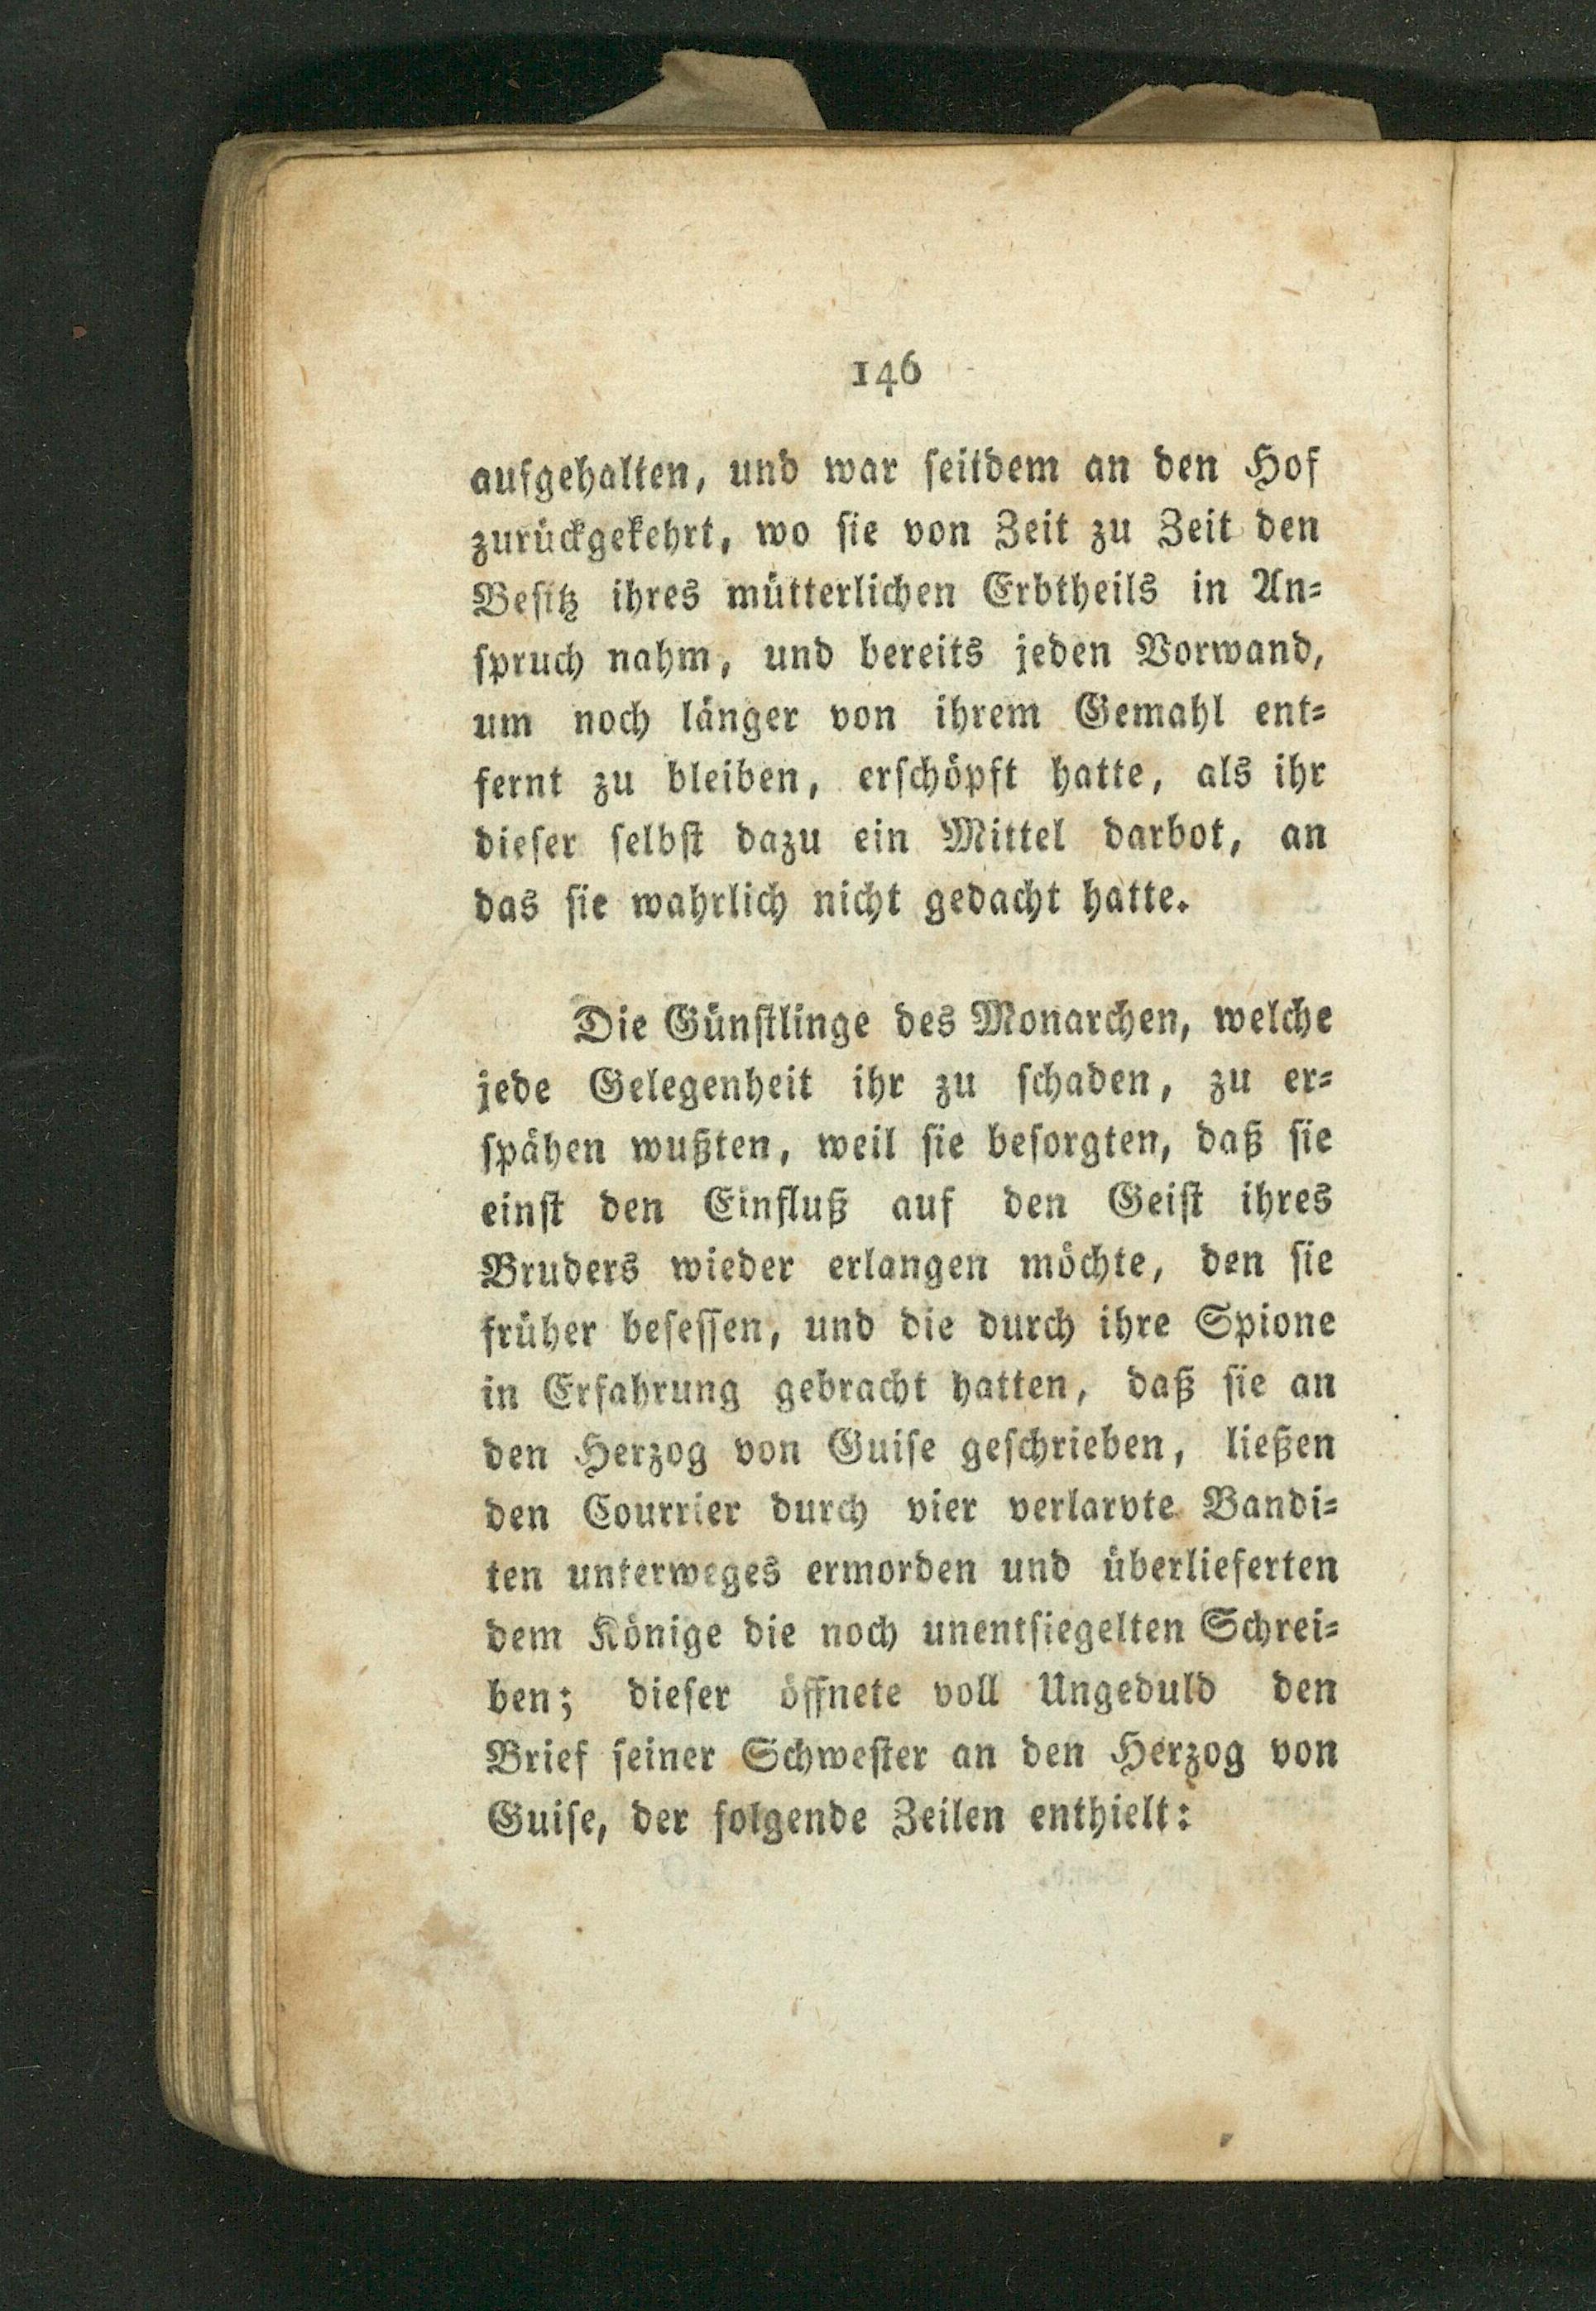 146
aufgehalten, und war seitdem an den Hof
zurückgekehrt, wo sie von Zeit zu Zeit den
Besitz ihres mütterlichen Erbtheils in An=
spruch nahm, und bereits jeden Vorwand,
um noch länger von ihrem Gemahl ent=
fernt zu bleiben, erschöpft hatte, als ihr
dieser selbst dazu ein Mittel darbot, an
das sie wahrlich nicht gedacht hatte.
Die Günstlinge des Monarchen, welche
jede Gelegenheit ihr zu schaden, zu er=
spähen wußten, weil sie besorgten, daß sie
einst den Einfluß auf den Geist ihres
Bruders wieder erlangen möchte, den sie
früher besessen, und die durch ihre Spione
in Erfahrung gebracht hatten, daß sie an
den Herzog von Guise geschrieben, ließen
den Courrier durch vier verlarvte Bandi=
ten unterweges ermorden und überlieferten
dem Könige die noch unentsiegelten Schrei=
ben; dieser öffnete voll Ungeduld den
Brief seiner Schwester an den Herzog von
Guise, der folgende Zeilen enthielt: